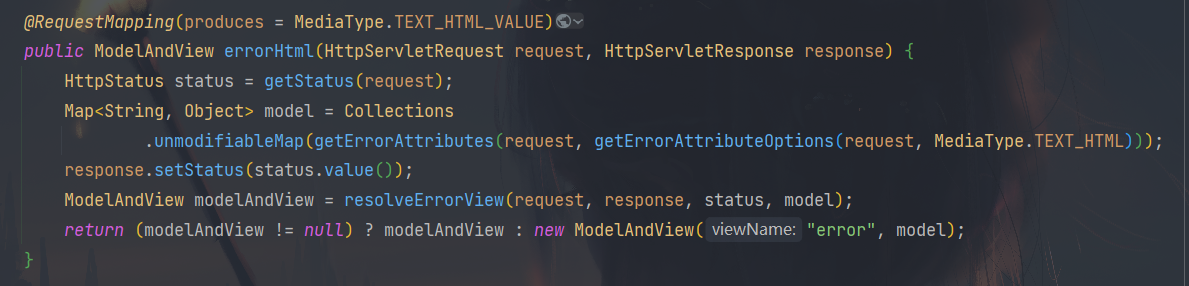 @RequestMapping(produces = MediaType.TEXT_HTML_VALUE)
public ModelAndView errorHtml(HttpServletRequest request, HttpServletResponse response) {
    HttpStatus status = getStatus(request);
    Map<String, Object> model = Collections
            .unmodifiableMap(getErrorAttributes(request, getErrorAttributeOptions(request, MediaType.TEXT_HTML)));
    response.setStatus(status.value());
    ModelAndView modelAndView = resolveErrorView(request, response, status, model);
    return (modelAndView != null) ? modelAndView : new ModelAndView( viewName: "error", model);
}